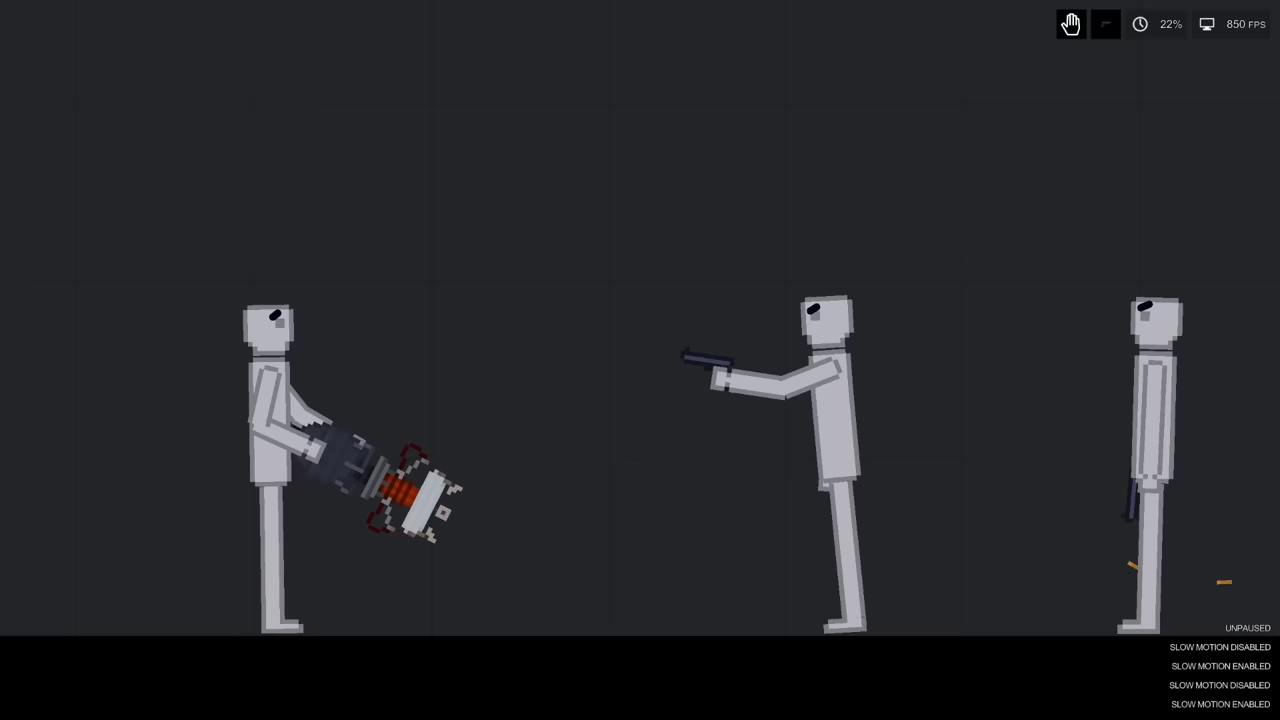 22%
850 FPS
UNPAUSED
SLOW MOTION DISABLED
SLOW MOTION ENABLED
SLOW MOTION DISABLED
SLOW MOTION ENABLED